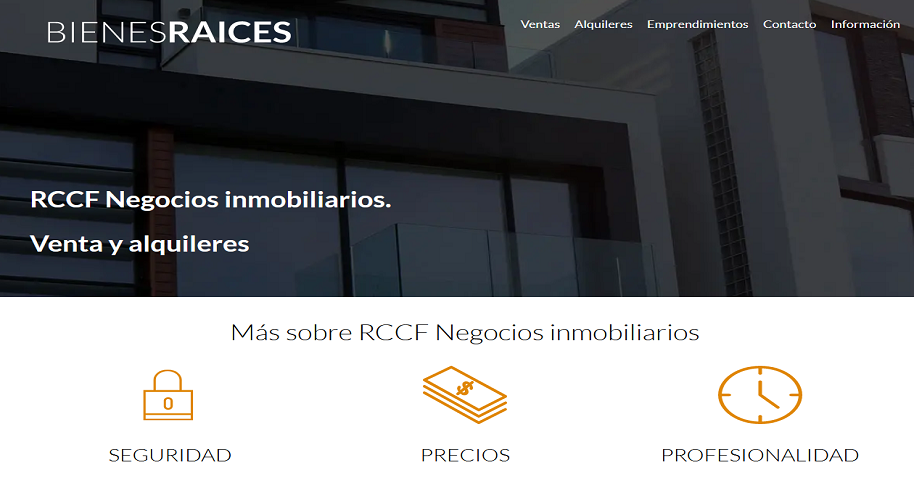 BIENESRAICES
Ventas Alquileres Emprendimientos Contacto Información
RCCF Negocios inmobiliarios.
Venta y alquileres
Más sobre RCCF Negocios inmobiliarios
$
0
SEGURIDAD PRECIOS PROFESIONALIDAD